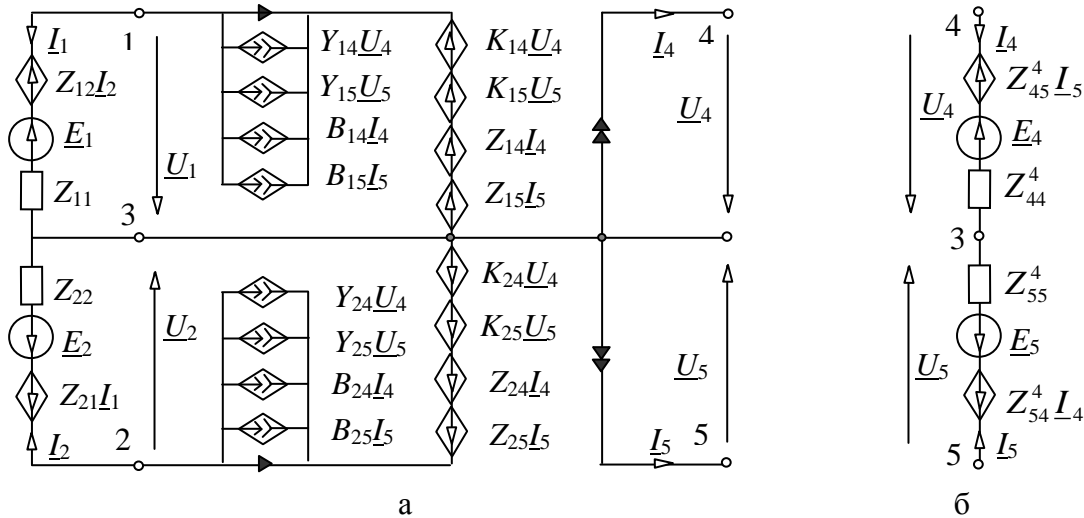 1
I₁
Z₁₂I₂
E₁
Z₁₁
U₁
Y₁₄U₄
Y₁₅U₅
B₁₄I₄
B₁₅I₅
K₁₄U₄
K₁₅U₅
Z₁₄I₄
Z₁₅I₅
I₄
4
U₄
3
Z₂₂
E₂
Z₂₁I₁
I₂
2
U₂
Y₂₄U₄
Y₂₅U₅
B₂₄I₄
B₂₅I₅
K₂₄U₄
K₂₅U₅
Z₂₄I₄
Z₂₅I₅
U₅
I₅
5
а
4
I₄
Z⁴₄₅I₅
U₄
E₄
Z⁴₄₄
3
Z⁴₅₅
E₅
U₅
Z⁴₅₄I₄
5
I₅
б